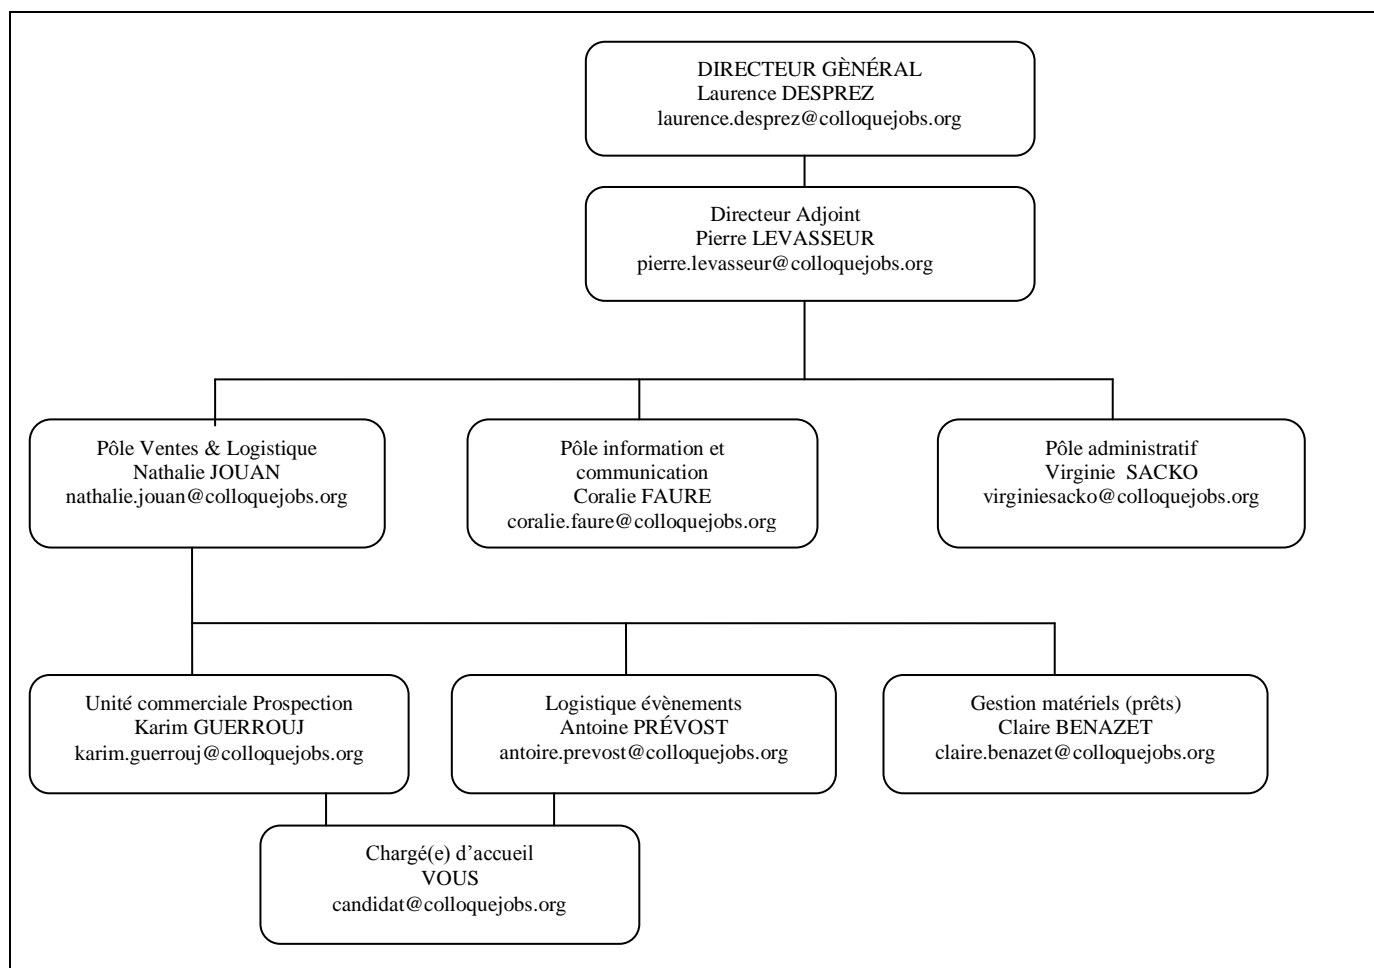 DIRECTEUR GÈNÉRAL
Laurence DESPREZ
laurence.desprez@colloquejobs.org
Directeur Adjoint
Pierre LEVASSEUR
pierre.levasseur@colloquejobs.org
Pôle Ventes & Logistique
Nathalie JOUAN
nathalie.jouan@colloquejobs.org
Pôle information et
communication
Coralie FAURE
coralie.faure@colloquejobs.org
Pôle administratif
Virginie SACKO
virginiesacko@colloquejobs.org
Unité commerciale Prospection
Karim GUERROUJ
karim.guerrouj@colloquejobs.org
Logistique évènements
Antoine PRÉVOST
antoire.prevost@colloquejobs.org
Gestion matériels (prêts)
Claire BENAZET
claire.benazet@colloquejobs.org
Chargé(e) d’accueil
VOUS
candidat@colloquejobs.org